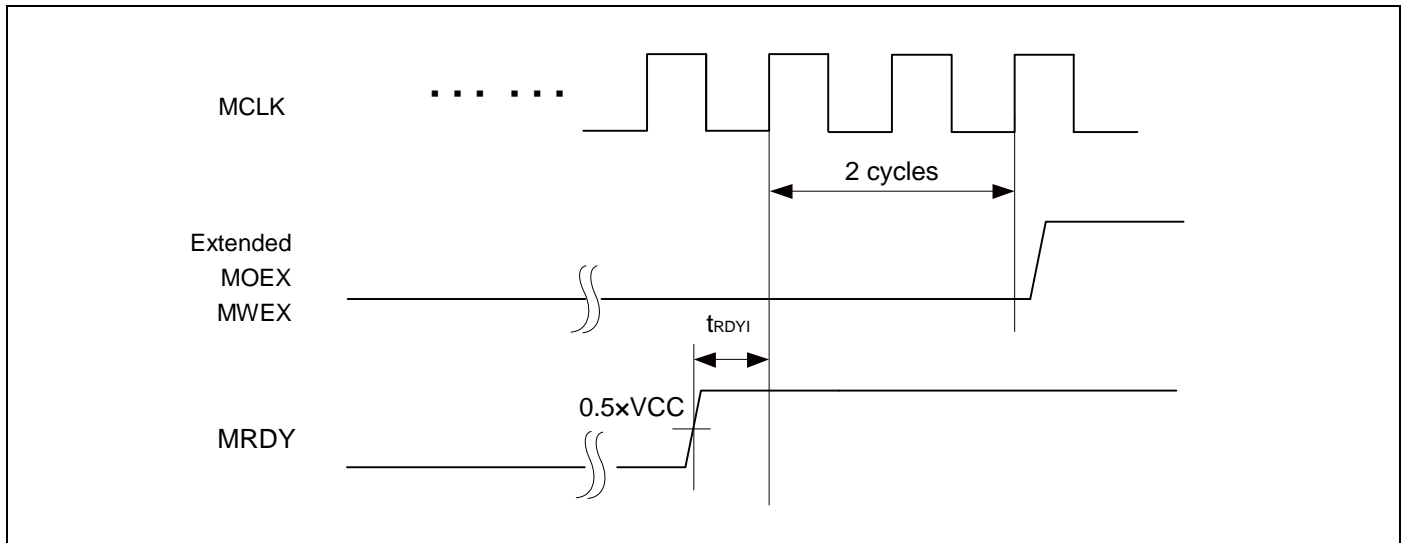 MCLK
2 cycles
Extended
MOEX
MWEX
tRDYI
0.5×VCC
MRDY